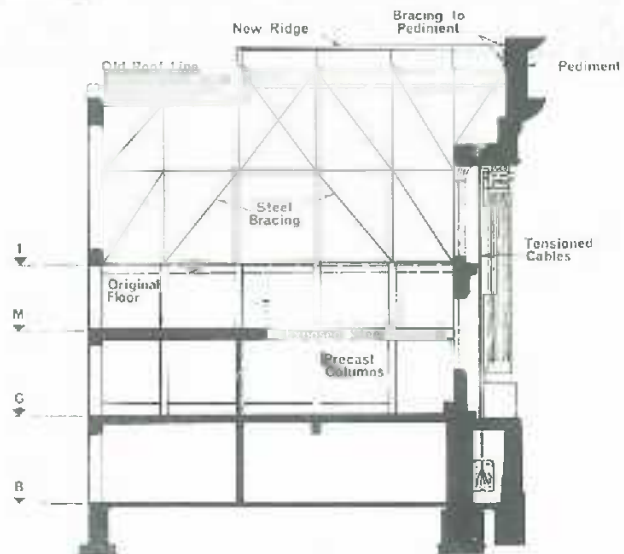 Bracing to
Pediment
New Ridge
Pediment
Old Roof Line
Steel
Bracing
1
Tensioned
Cables
Original
Floor
M
Precast
Columns
G
B